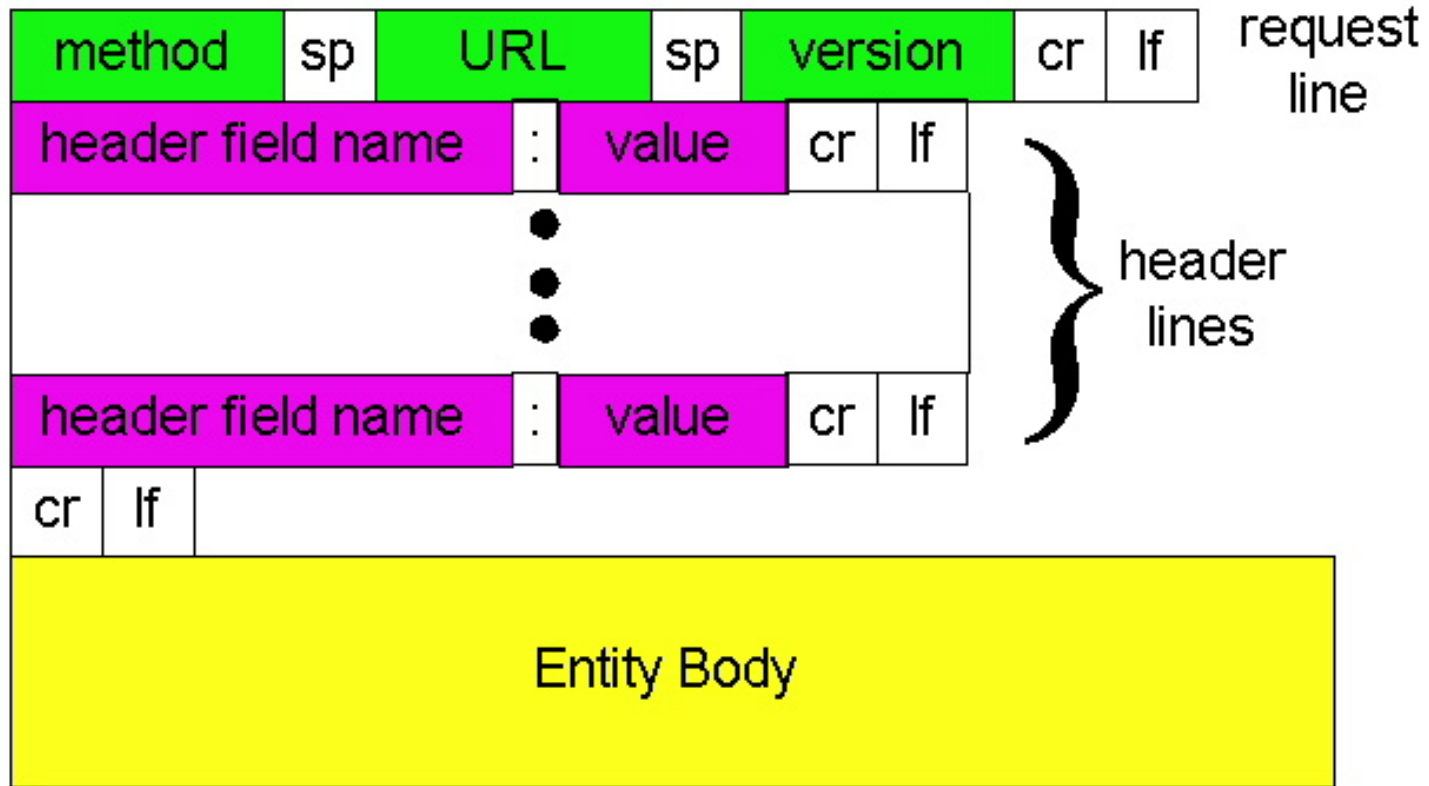 method sp URL sp version cr lf request line
header field name : value cr lf
header lines
header field name : value cr lf
cr lf
Entity Body